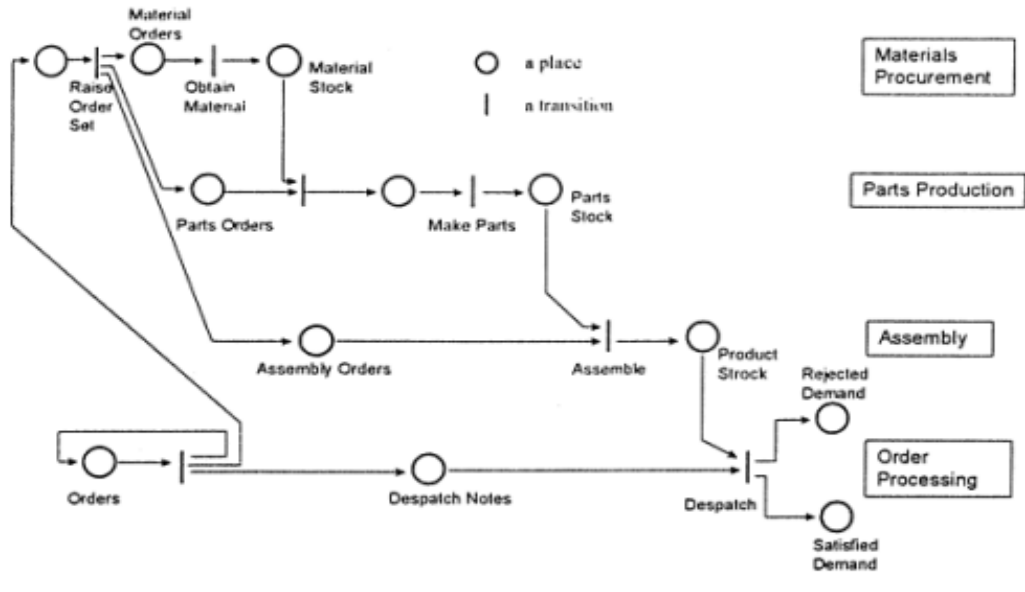 Material
Orders
Raise
Order
Set
Obtain
Material
Material
Stock
a place
a transition
Materials
Procurement
Parts Orders
Make Parts
Parts
Stock
Parts Production
Assembly Orders
Assemble
Product
Strock
Assembly
Rejected
Demand
Orders
Despatch Notes
Despatch
Order
Processing
Satisfied
Demand